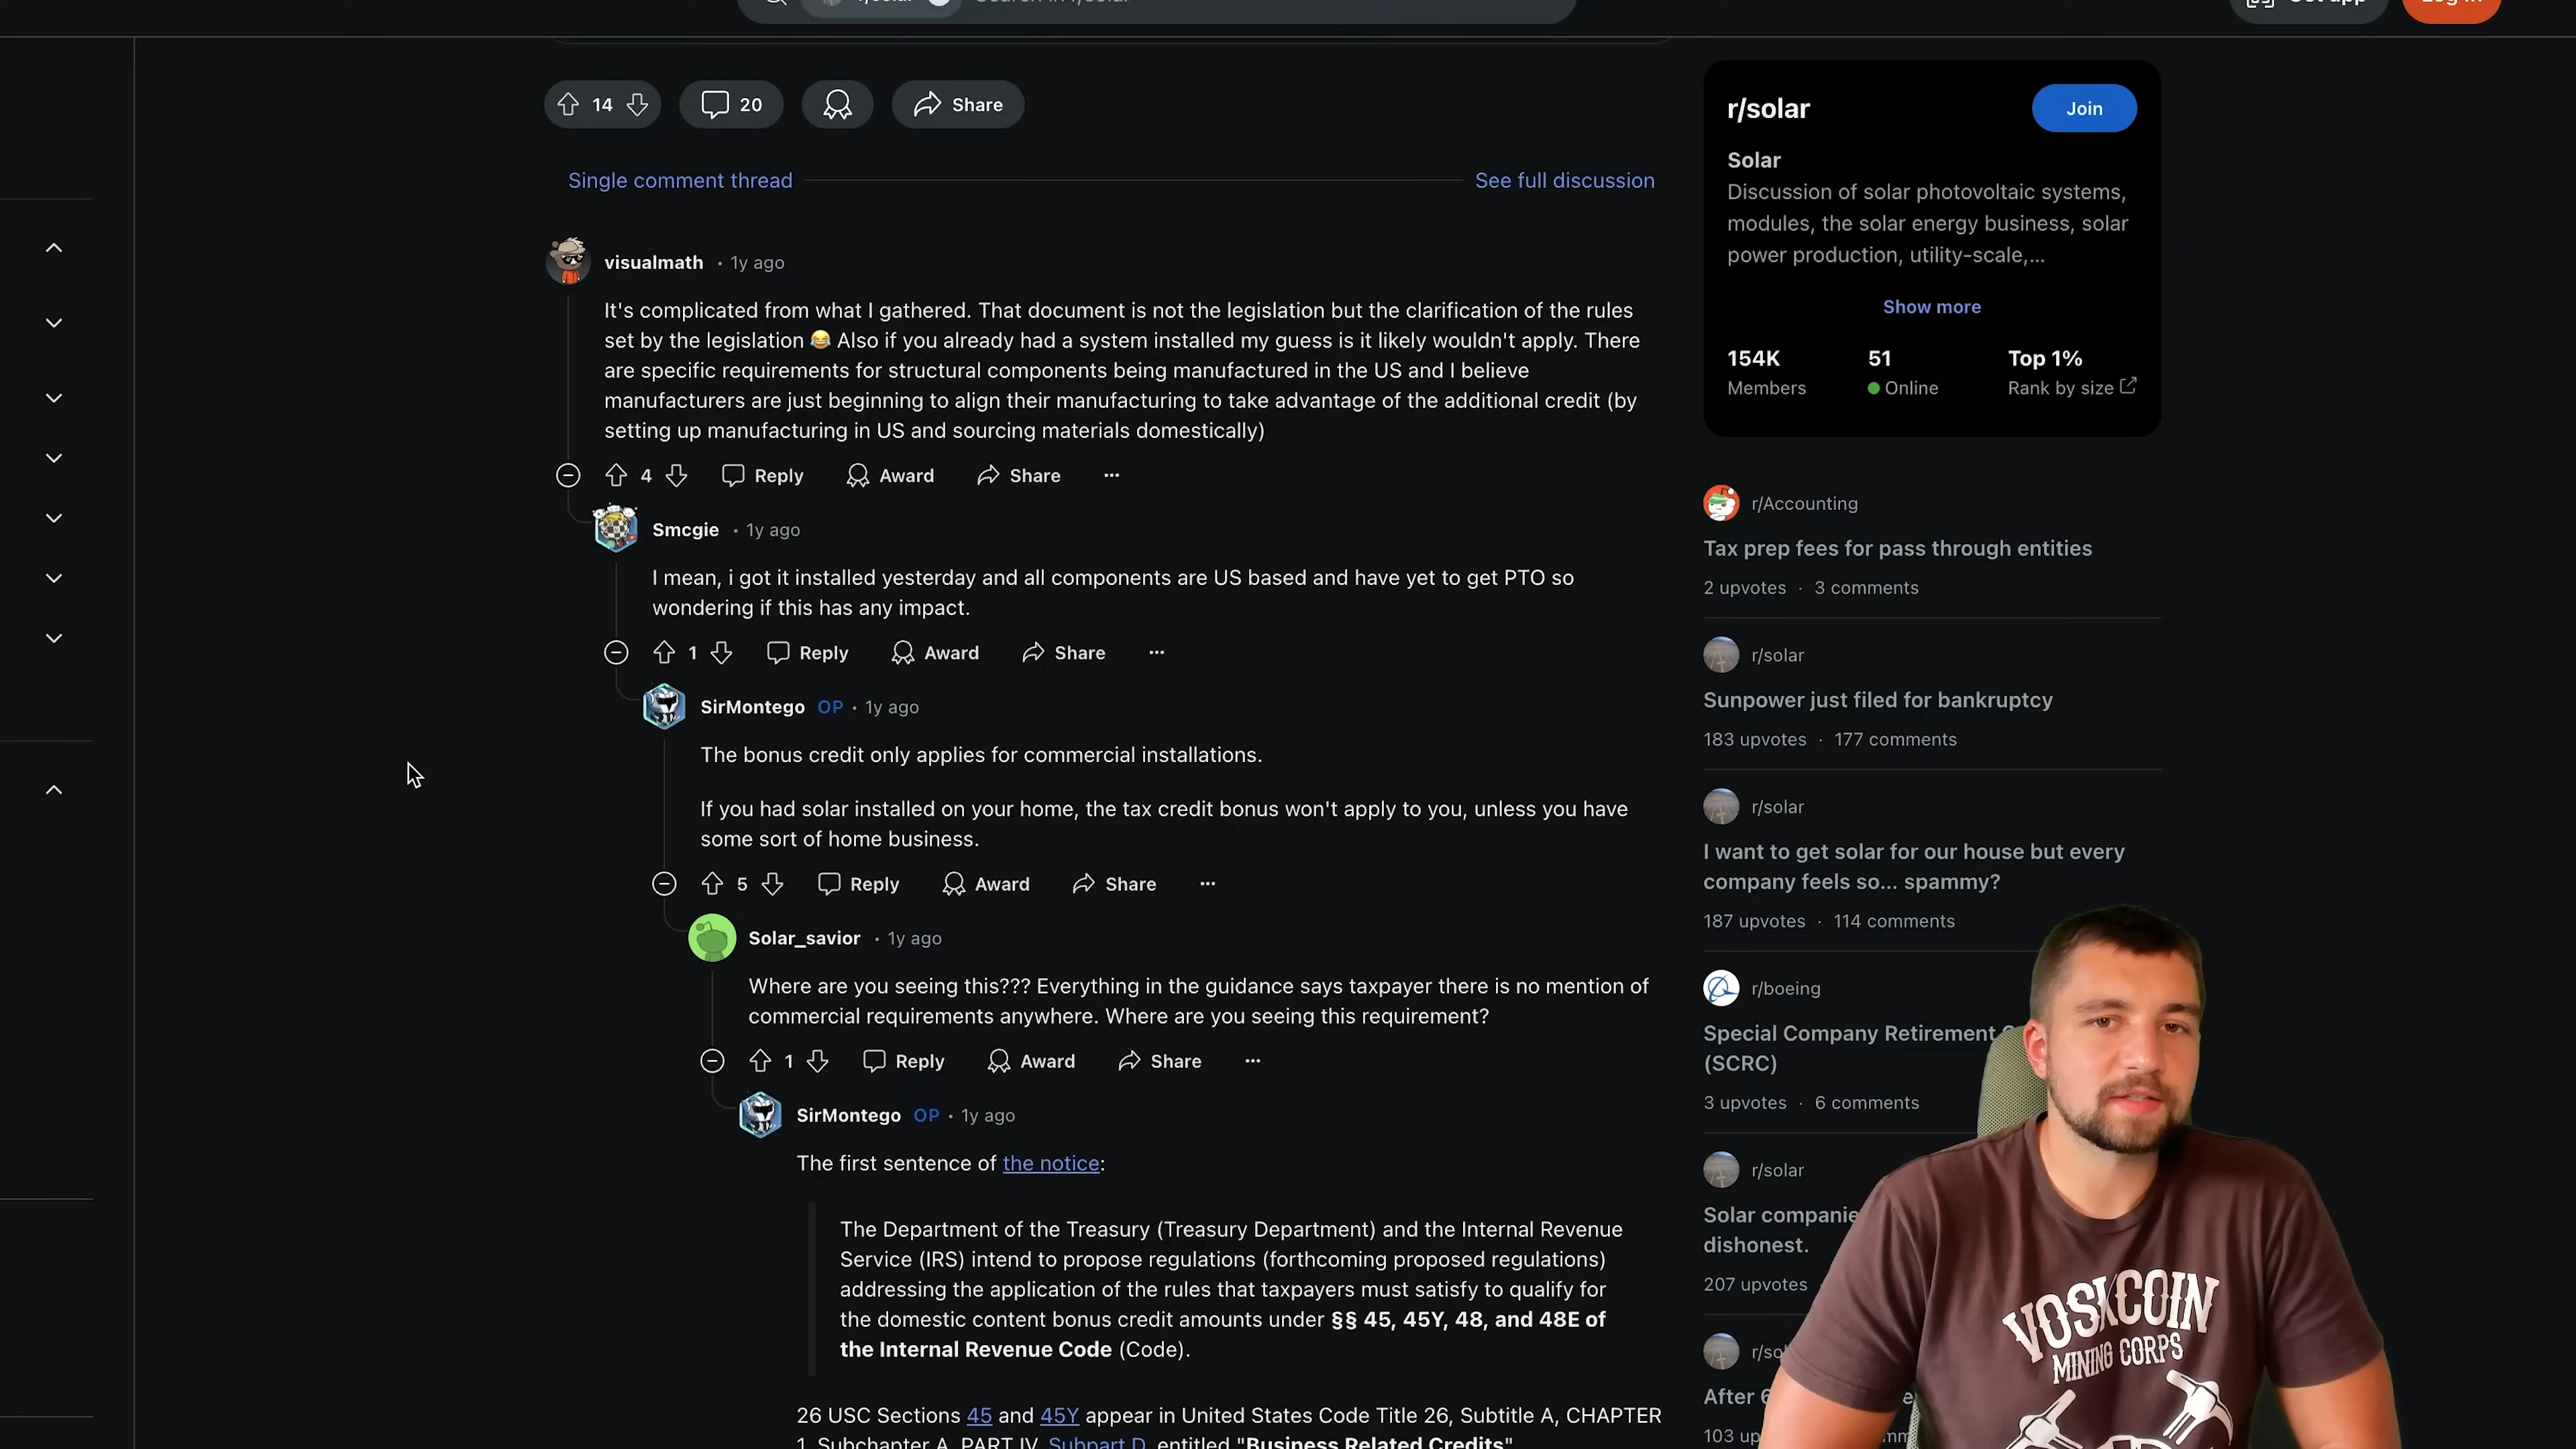 14
20
Share
Single comment thread
See full discussion
visualmath • 1y ago
It's complicated from what I gathered. That document is not the legislation but the clarification of the rules
set by the legislation 😂 Also if you already had a system installed my guess is it likely wouldn't apply. There
are specific requirements for structural components being manufactured in the US and I believe
manufacturers are just beginning to align their manufacturing to take advantage of the additional credit (by
setting up manufacturing in US and sourcing materials domestically)
4 Reply Award Share ...
Smcgie • 1y ago
I mean, i got it installed yesterday and all components are US based and have yet to get PTO so
wondering if this has any impact.
1 Reply Award Share ...
SirMontego OP • 1y ago
The bonus credit only applies for commercial installations.
If you had solar installed on your home, the tax credit bonus won't apply to you, unless you have
some sort of home business.
5 Reply Award Share ...
Solar_savior • 1y ago
Where are you seeing this??? Everything in the guidance says taxpayer there is no mention of
commercial requirements anywhere. Where are you seeing this requirement?
1 Reply Award Share ...
SirMontego OP • 1y ago
The first sentence of the notice:
The Department of the Treasury (Treasury Department) and the Internal Revenue
Service (IRS) intend to propose regulations (forthcoming proposed regulations)
addressing the application of the rules that taxpayers must satisfy to qualify for
the domestic content bonus credit amounts under §§ 45, 45Y, 48, and 48E of
the Internal Revenue Code (Code).
26 USC Sections 45 and 45Y appear in United States Code Title 26, Subtitle A, CHAPTER
1, Subchapter A, PART IV, Subpart D, entitled "Business Related Credits"
r/solar
Join
Solar
Discussion of solar photovoltaic systems,
modules, the solar energy business, solar
power production, utility-scale,...
Show more
154K 51 Top 1%
Members Online Rank by size
r/Accounting
Tax prep fees for pass through entities
2 upvotes · 3 comments
r/solar
Sunpower just filed for bankruptcy
183 upvotes · 177 comments
r/solar
I want to get solar for our house but every
company feels so... spammy?
187 upvotes · 114 comments
r/boeing
Special Company Retirement
(SCRC)
3 upvotes · 6 comments
r/solar
Solar
dishonest.
207 upvotes
After
103
VOSKCOIN
MINING CORPS